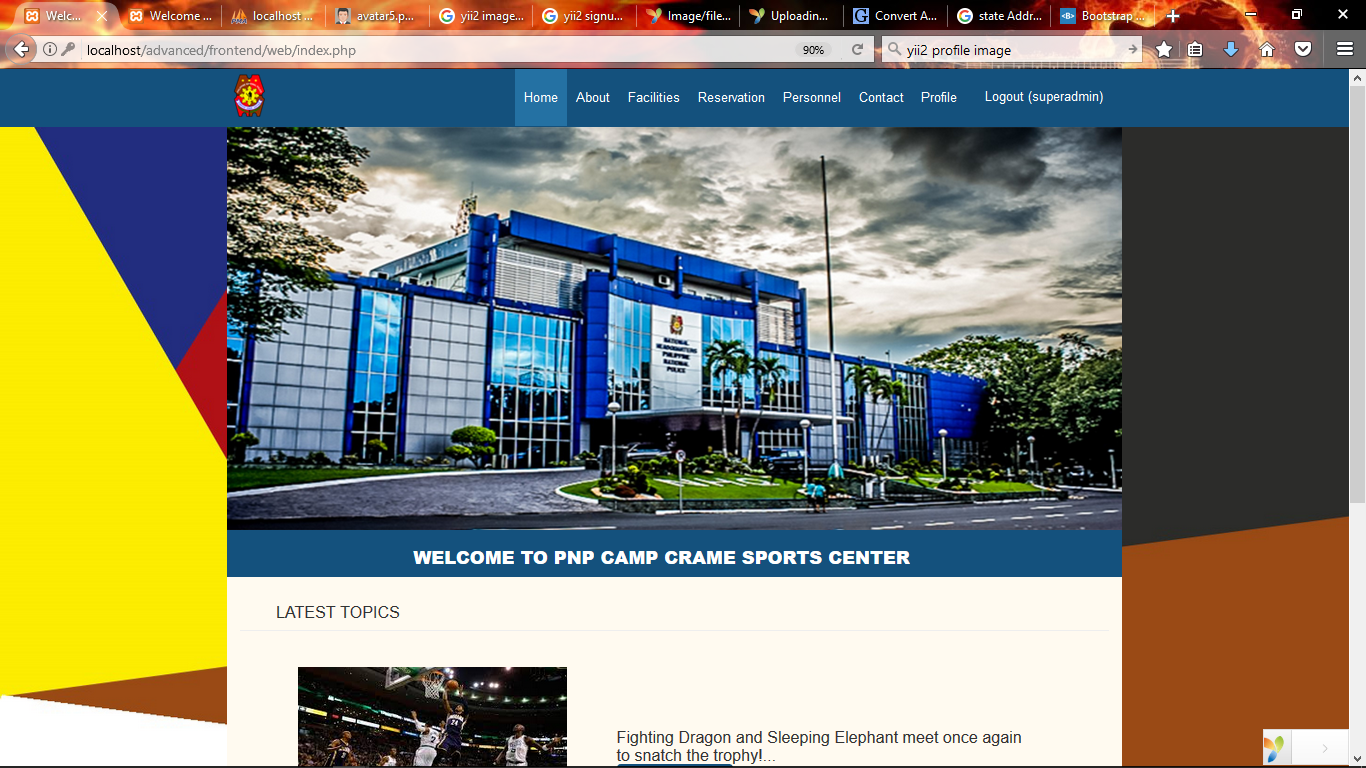 Welc...
Welcome ...
localhost ...
avatar5.p...
yii2 image...
yii2 signu...
Image/file...
Uploadin...
Convert A...
state Addr...
Bootstrap ...
localhost/advanced/frontend/web/index.php
90%
yii2 profile image
Home
About
Facilities
Reservation
Personnel
Contact
Profile
Logout (superadmin)
NATIONAL
HEADQUARTERS
PHILIPPINE
NATIONAL
POLICE
NHQ
WELCOME TO PNP CAMP CRAME SPORTS CENTER
LATEST TOPICS
24
Fighting Dragon and Sleeping Elephant meet once again
to snatch the trophy!...